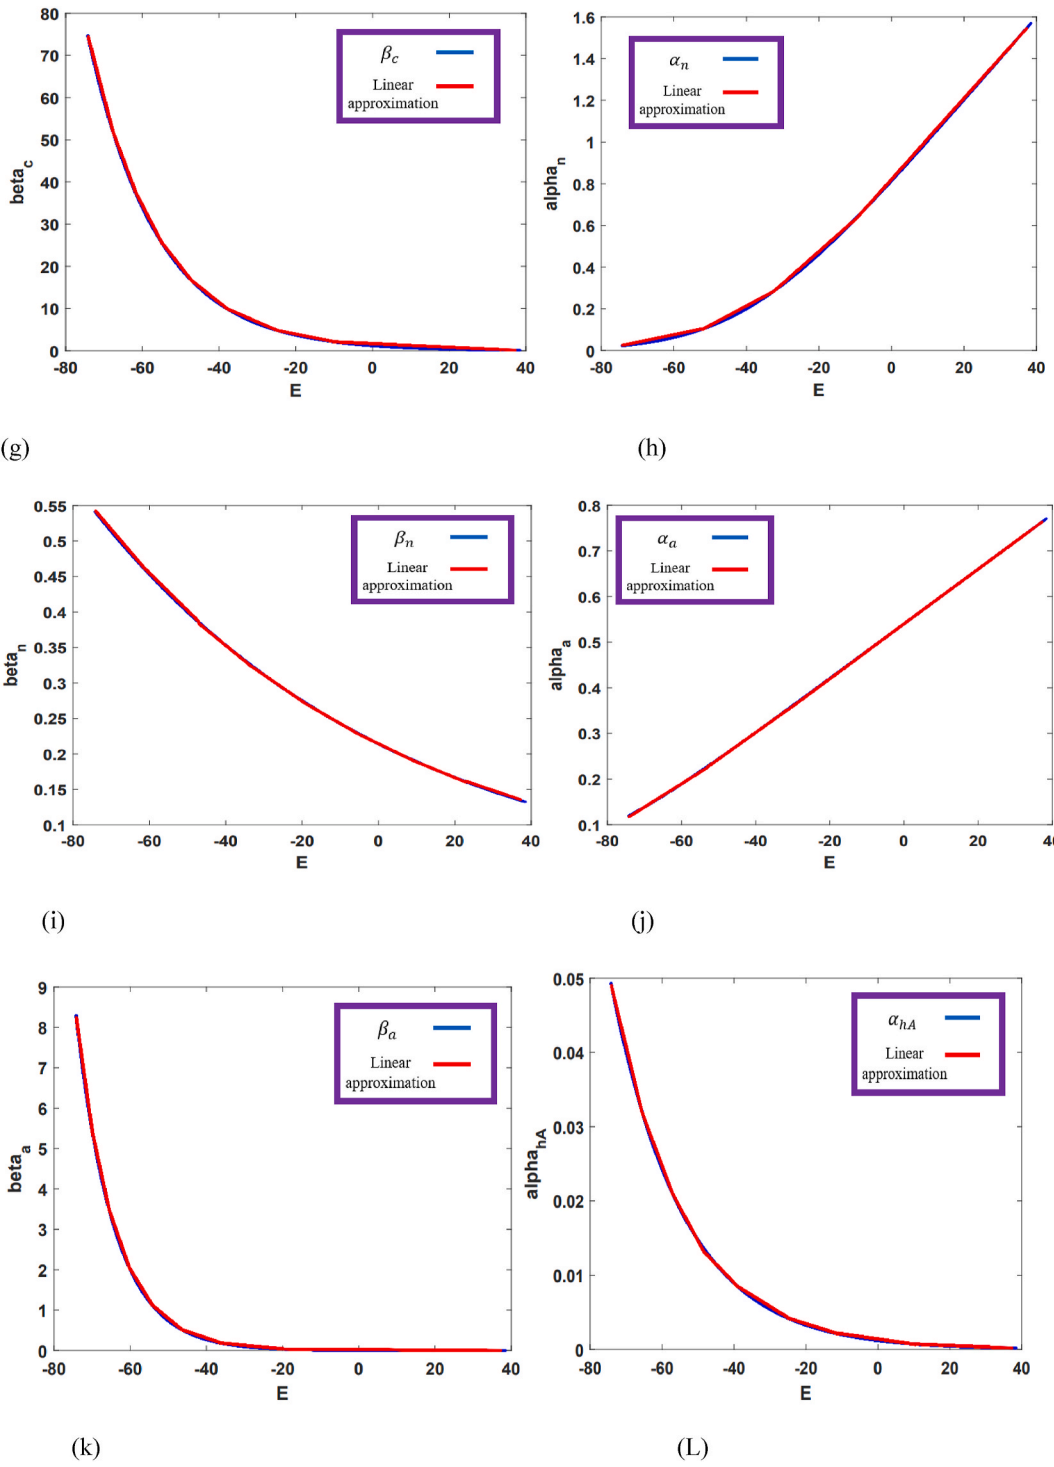 80
70
60
50
40
30
20
10
0
-80
-60
-40
-20
0
20
40
beta_c
E
β_c
Linear
approximation
1.6
1.4
1.2
1
0.8
0.6
0.4
0.2
0
-80
-60
-40
-20
0
20
40
alpha_n
E
α_n
Linear
approximation
(g)
(h)
0.55
0.5
0.45
0.4
0.35
0.3
0.25
0.2
0.15
0.1
-80
-60
-40
-20
0
20
40
beta_n
E
β_n
Linear
approximation
0.8
0.7
0.6
0.5
0.4
0.3
0.2
0.1
-80
-60
-40
-20
0
20
40
alpha_a
E
α_a
Linear
approximation
(i)
(j)
9
8
7
6
5
4
3
2
1
0
-80
-60
-40
-20
0
20
40
beta_a
E
β_a
Linear
approximation
0.05
0.04
0.03
0.02
0.01
0
-80
-60
-40
-20
0
20
40
alpha_hA
E
α_hA
Linear
approximation
(k)
(L)